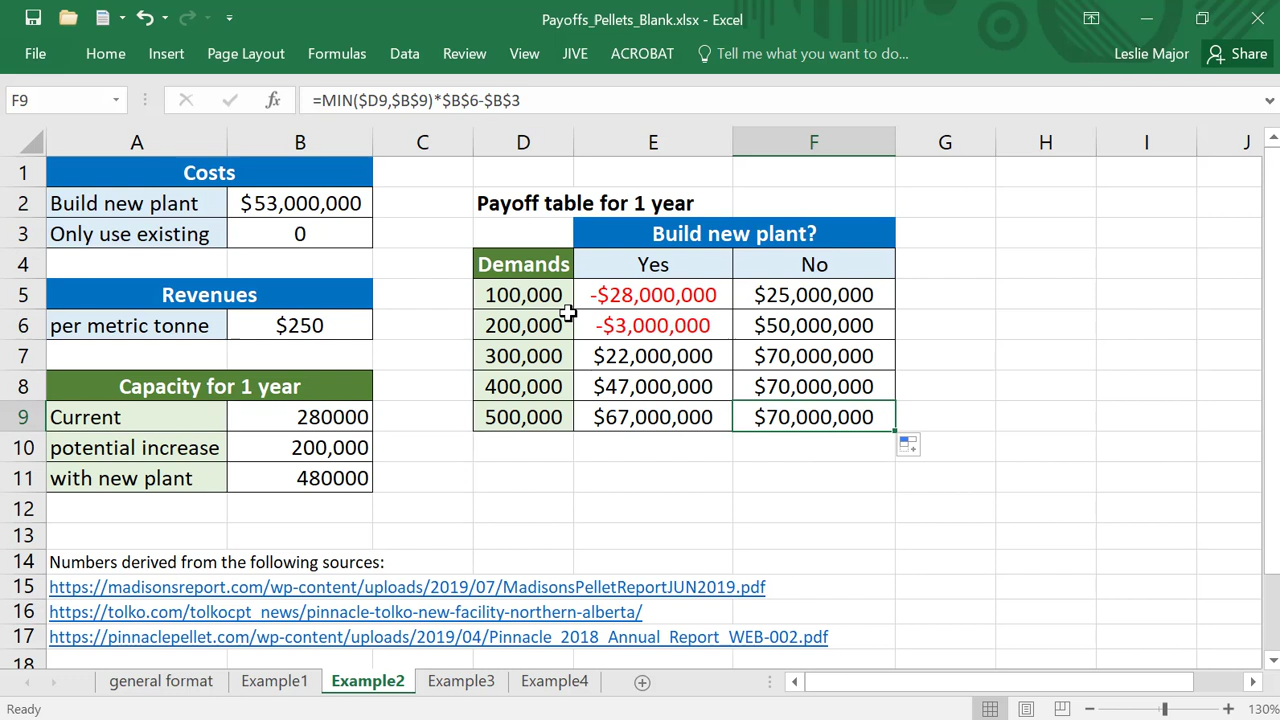 Payoffs_Pellets_Blank.xlsx - Excel
File Home Insert Page Layout Formulas Data Review View JIVE ACROBAT Tell me what you want to do... Leslie Major Share
F9 fx =MIN($D9,$B$9)*$B$6-$B$3
A B C D E F G H I J
1 Costs
2 Build new plant $53,000,000 Payoff table for 1 year
3 Only use existing 0 Build new plant?
4 Demands Yes No
5 Revenues 100,000 -$28,000,000 $25,000,000
6 per metric tonne $250 200,000 -$3,000,000 $50,000,000
7 300,000 $22,000,000 $70,000,000
8 Capacity for 1 year 400,000 $47,000,000 $70,000,000
9 Current 280000 500,000 $67,000,000 $70,000,000
10 potential increase 200,000
11 with new plant 480000
12
13
14 Numbers derived from the following sources:
15 https://madisonsreport.com/wp-content/uploads/2019/07/MadisonsPelletReportJUN2019.pdf
16 https://tolko.com/tolkocpt_news/pinnacle-tolko-new-facility-northern-alberta/
17 https://pinnaclepellet.com/wp-content/uploads/2019/04/Pinnacle_2018_Annual_Report_WEB-002.pdf
18
general format Example1 Example2 Example3 Example4
Ready 130%